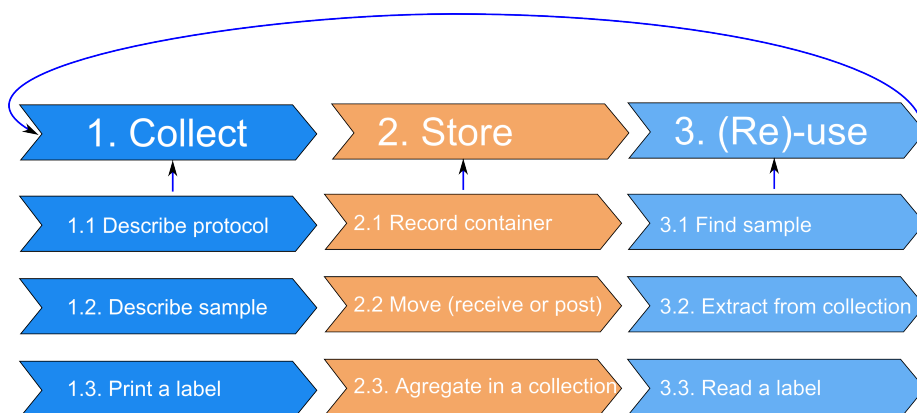 1. Collect
2. Store
3. (Re)-use
1.1 Describe protocol
2.1 Record container
3.1 Find sample
1.2. Describe sample
2.2 Move (receive or post)
3.2. Extract from collection
1.3. Print a label
2.3. Agregate in a collection
3.3. Read a label